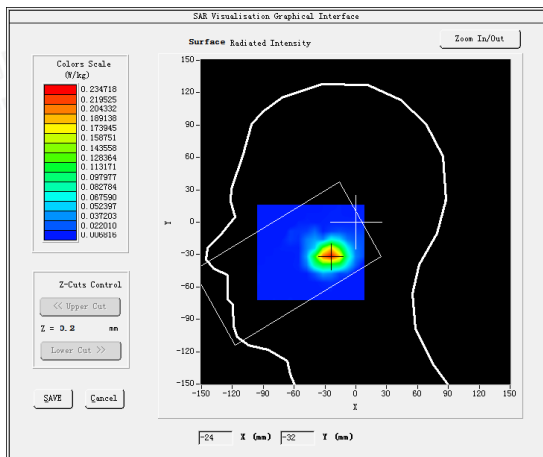 SAR Visualization Graphical Interface
Surface Radiated Intensity
Zoom In/Out
Colors Scale
(W/kg)
0.234718
0.219525
0.204332
0.189138
0.173945
0.158751
0.143558
0.128364
0.113171
0.097977
0.082784
0.067590
0.052397
0.037203
0.022010
0.006816
Z-Cuts Control
<< Upper Cut
Z = 3.2 mm
Lower Cut >>
SAVE Cancel
150
120
90
60
30
0
-30
-60
-90
-120
-150
Y
-150 -120 -90 -60 -30 0 30 60 90 120 150
X
-24 X (mm) -32 Y (mm)